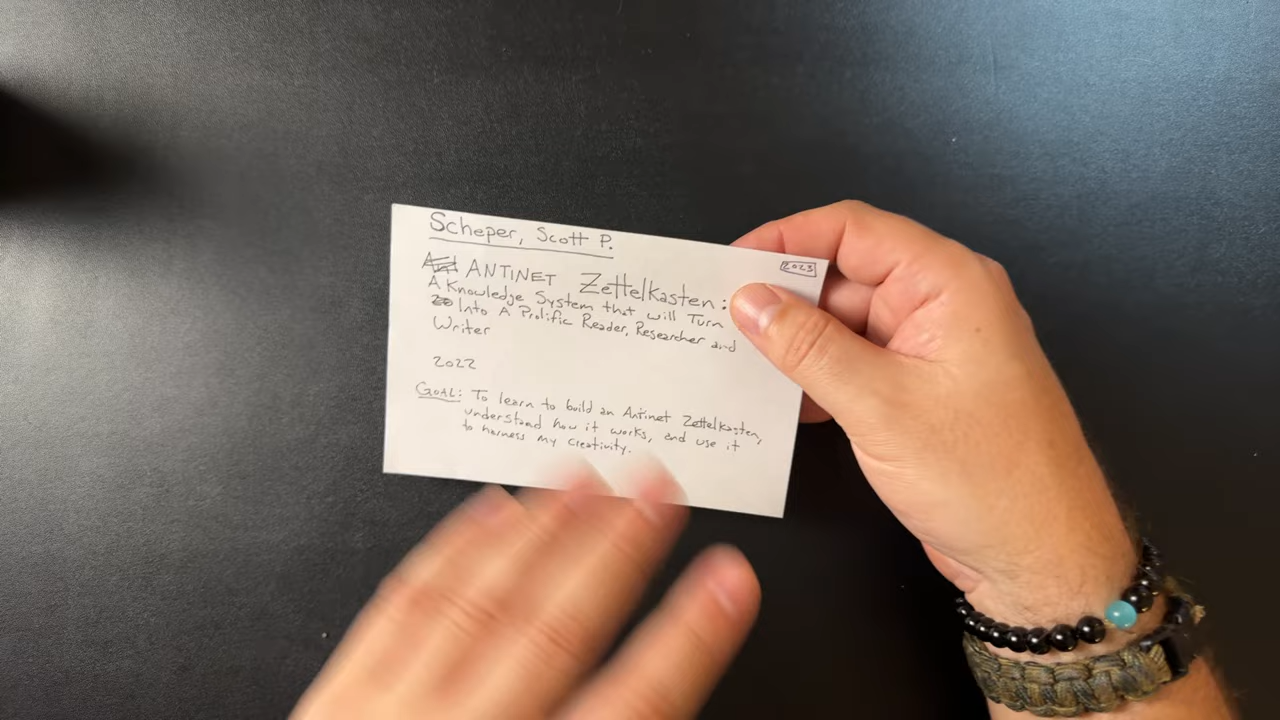 Scheper, Scott P.
2023
ANTINET Zettelkasten:
A Knowledge System that will Turn
Into A Prolific Reader, Researcher and
Writer
2022
GOAL: To learn to build an Antinet Zettelkasten,
understand how it works, and use it
to harness my creativity.